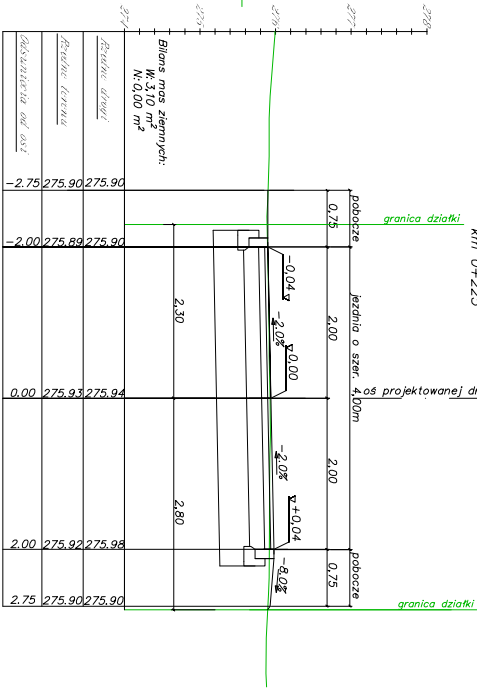 km 0+225
274
275
276
277
278
Bilans mas ziemnych:
W: 3,10 m²
N: 0,00 m²
pobocze
jezdnia o szer. 4,00m
pobocze
0,75
2,00
2,00
0,75
granica działki
oś projektowanej
granica działki
-0,04
-2.0%
0,00
-2.0%
+0,04
-8.0%
2,30
2,80
Rzędne drogi
275.90
275.90
275.94
275.98
275.90
Rzędne terenu
275.90
275.89
275.93
275.92
275.90
Odsunięcia od osi
-2.75
-2.00
0.00
2.00
2.75